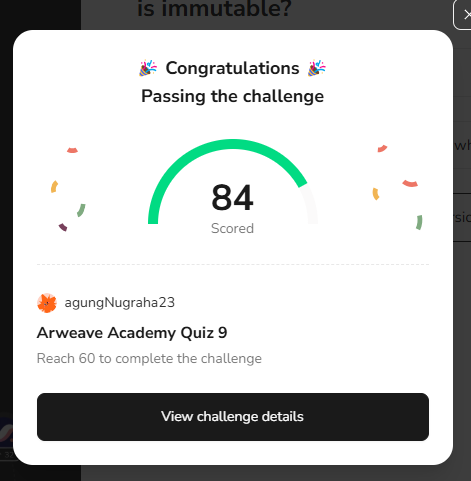 is immutable?
Congratulations
Passing the challenge
84
Scored
agungNugraha23
Arweave Academy Quiz 9
Reach 60 to complete the challenge
View challenge details